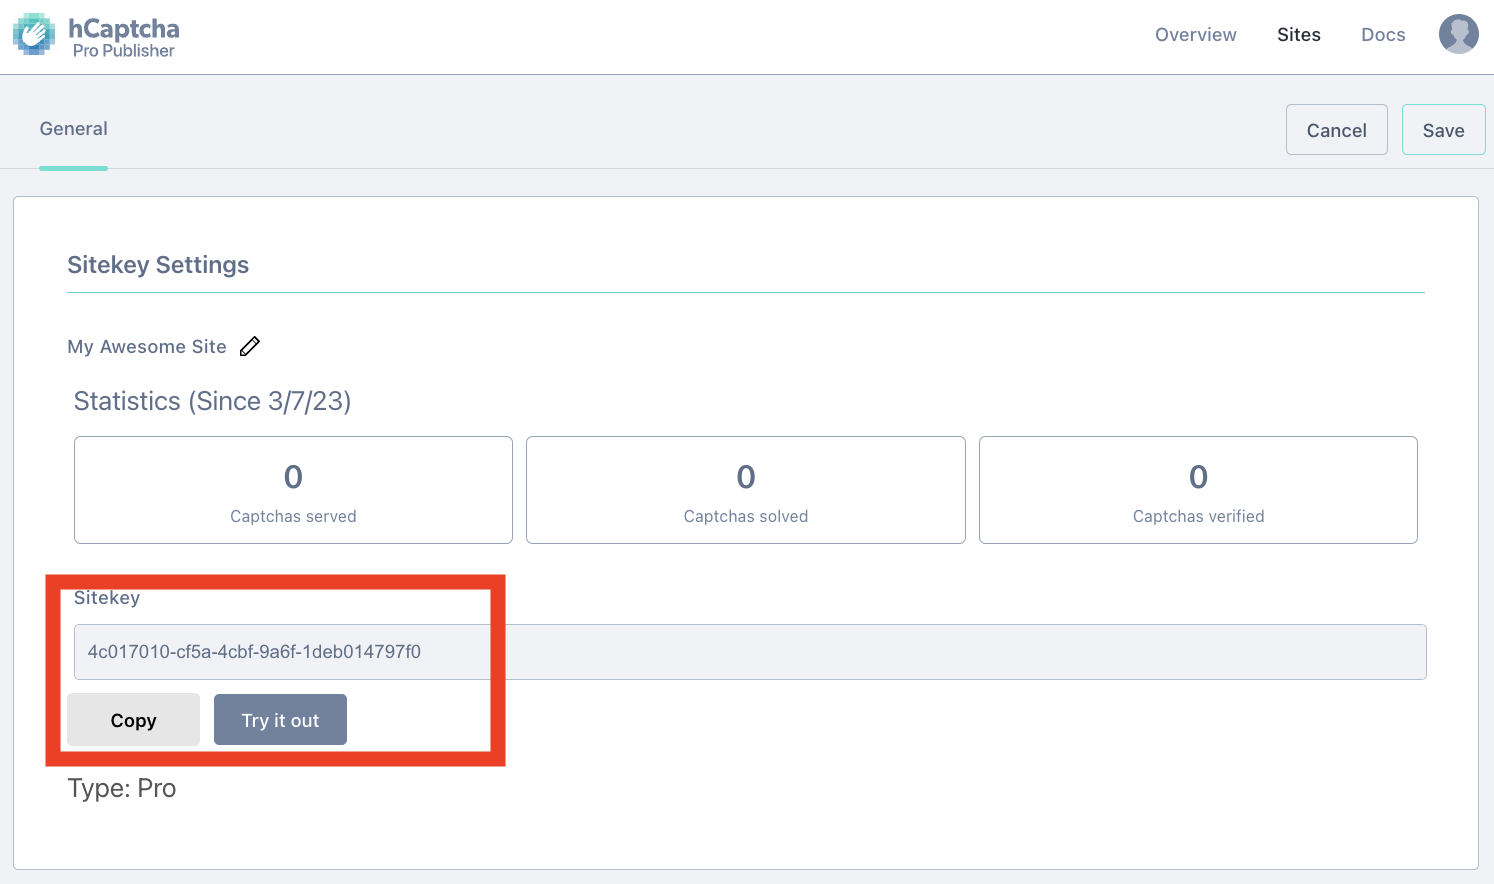 hCaptcha
Pro Publisher
Overview Sites Docs
General
Cancel Save
Sitekey Settings
My Awesome Site
Statistics (Since 3/7/23)
0 0 0
Captchas served Captchas solved Captchas verified
Sitekey
4c017010-cf5a-4cbf-9a6f-1deb014797f0
Copy Try it out
Type: Pro